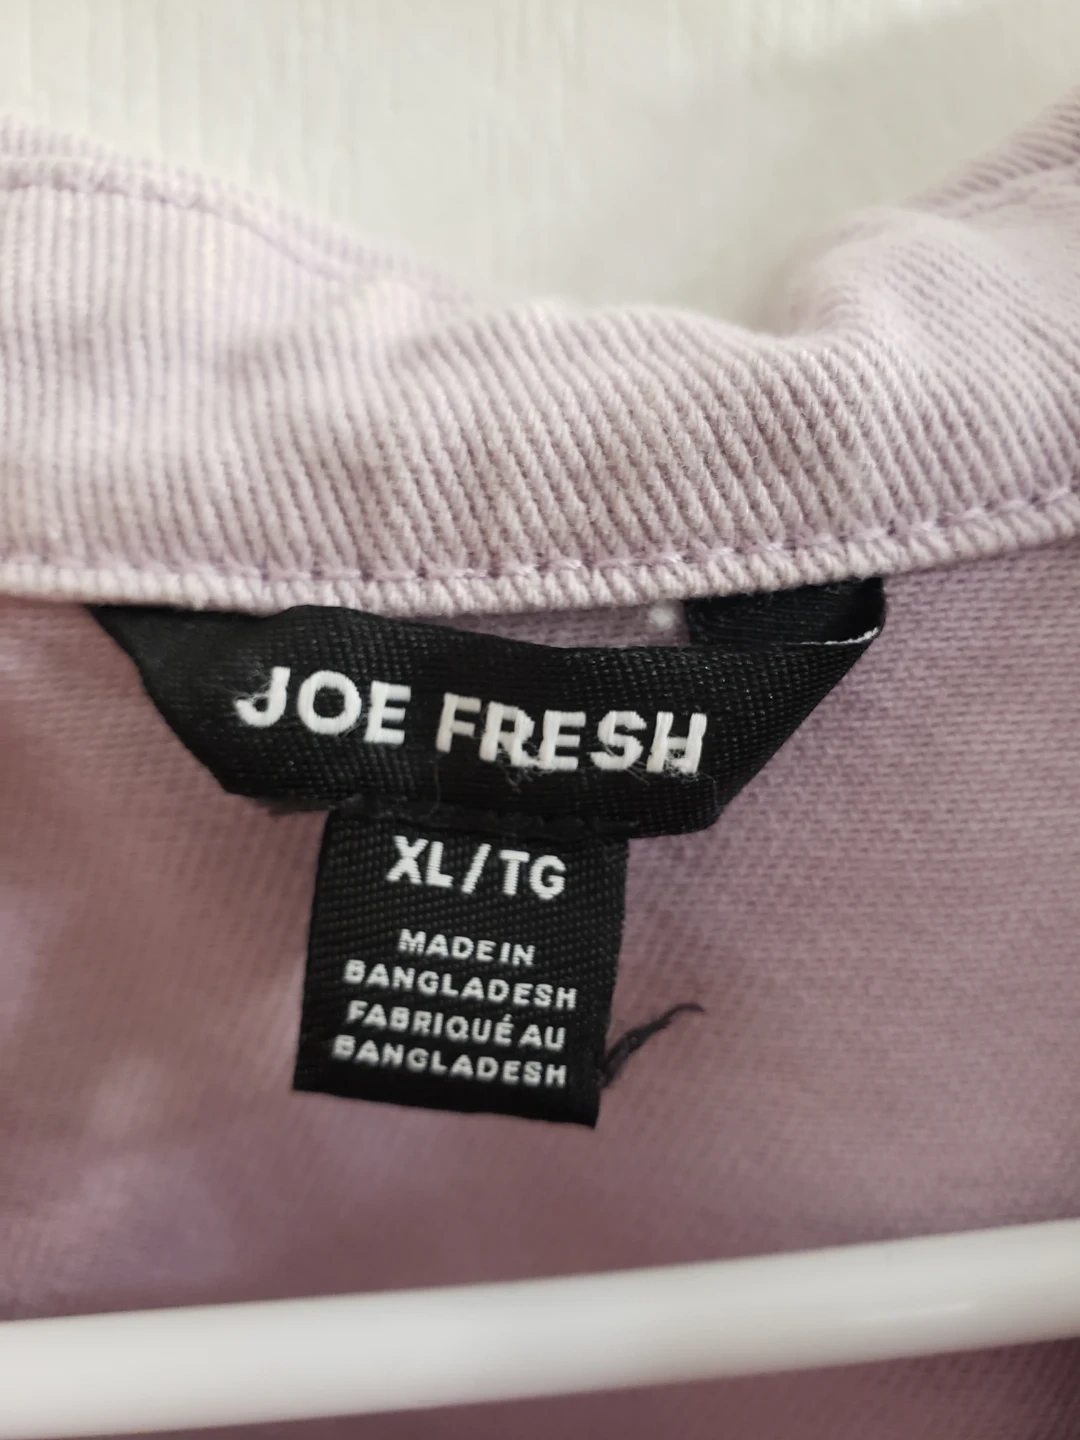 JOE FRESH
XL/TG
MADE IN
BANGLADESH
FABRIQUÉ AU
BANGLADESH